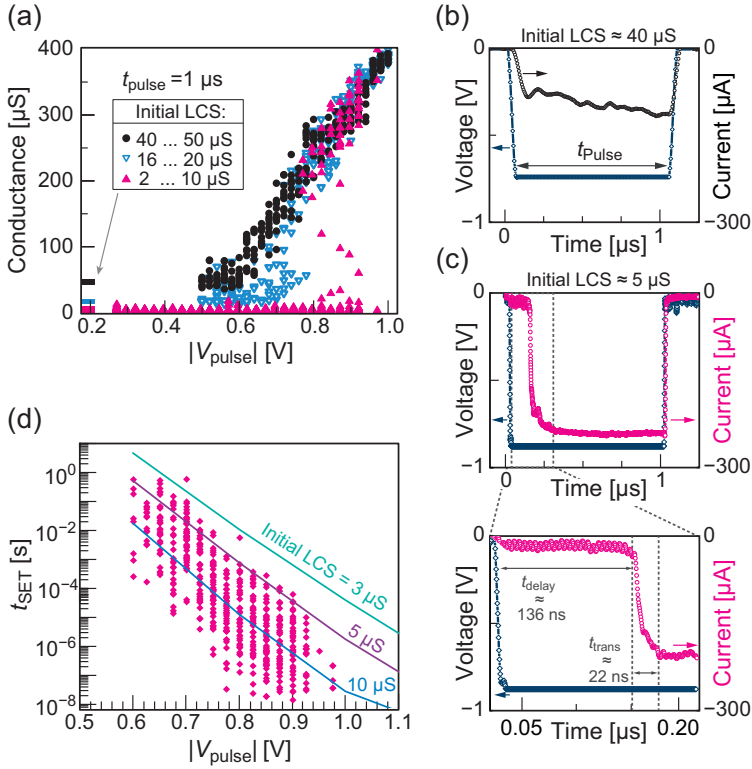 (a)
Conductance [µS]
400
300
200
100
0
t_pulse = 1 µs
Initial LCS:
40 ... 50 µS
16 ... 20 µS
2 ... 10 µS
0.2
0.4
0.6
0.8
1.0
|V_pulse| [V]
(b)
Initial LCS ≈ 40 µS
Voltage [V]
0
−1
t_Pulse
0
−300
Current [µA]
0
1
Time [µs]
(c)
Initial LCS ≈ 5 µS
Voltage [V]
0
−1
0
−300
Current [µA]
0
1
Time [µs]
Voltage [V]
0
−1
t_delay
≈
136 ns
t_trans
≈
22 ns
0
−300
Current [µA]
0.05
0.20
Time [µs]
(d)
t_SET [s]
10^0
10^−2
10^−4
10^−6
10^−8
Initial LCS = 3 µS
5 µS
10 µS
0.5
0.6
0.7
0.8
0.9
1.0
1.1
|V_pulse| [V]